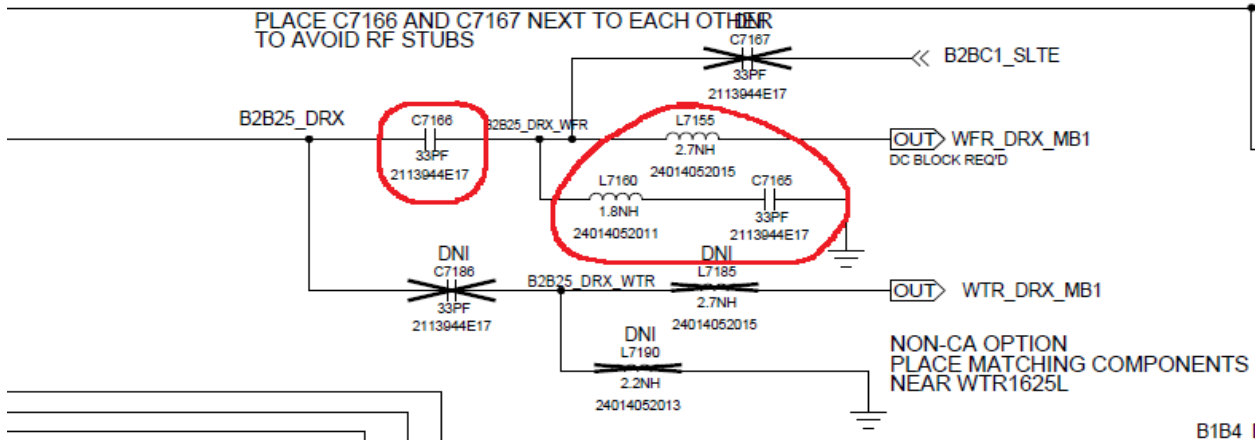 PLACE C7166 AND C7167 NEXT TO EACH OTHER
TO AVOID RF STUBS
C7167
33PF
2113944E17
B2BC1_SLTE
B2B25_DRX
C7166
33PF
2113944E17
B2B25_DRX_WFR
L7155
2.7NH
24014052015
OUT WFR_DRX_MB1
DC BLOCK REQ'D
L7160
1.8NH
24014052011
C7165
33PF
2113944E17
DNI
C7186
33PF
2113944E17
B2B25_DRX_WTR
DNI
L7185
2.7NH
24014052015
OUT WTR_DRX_MB1
DNI
L7190
2.2NH
24014052013
NON-CA OPTION
PLACE MATCHING COMPONENTS
NEAR WTR1625L
B1B4